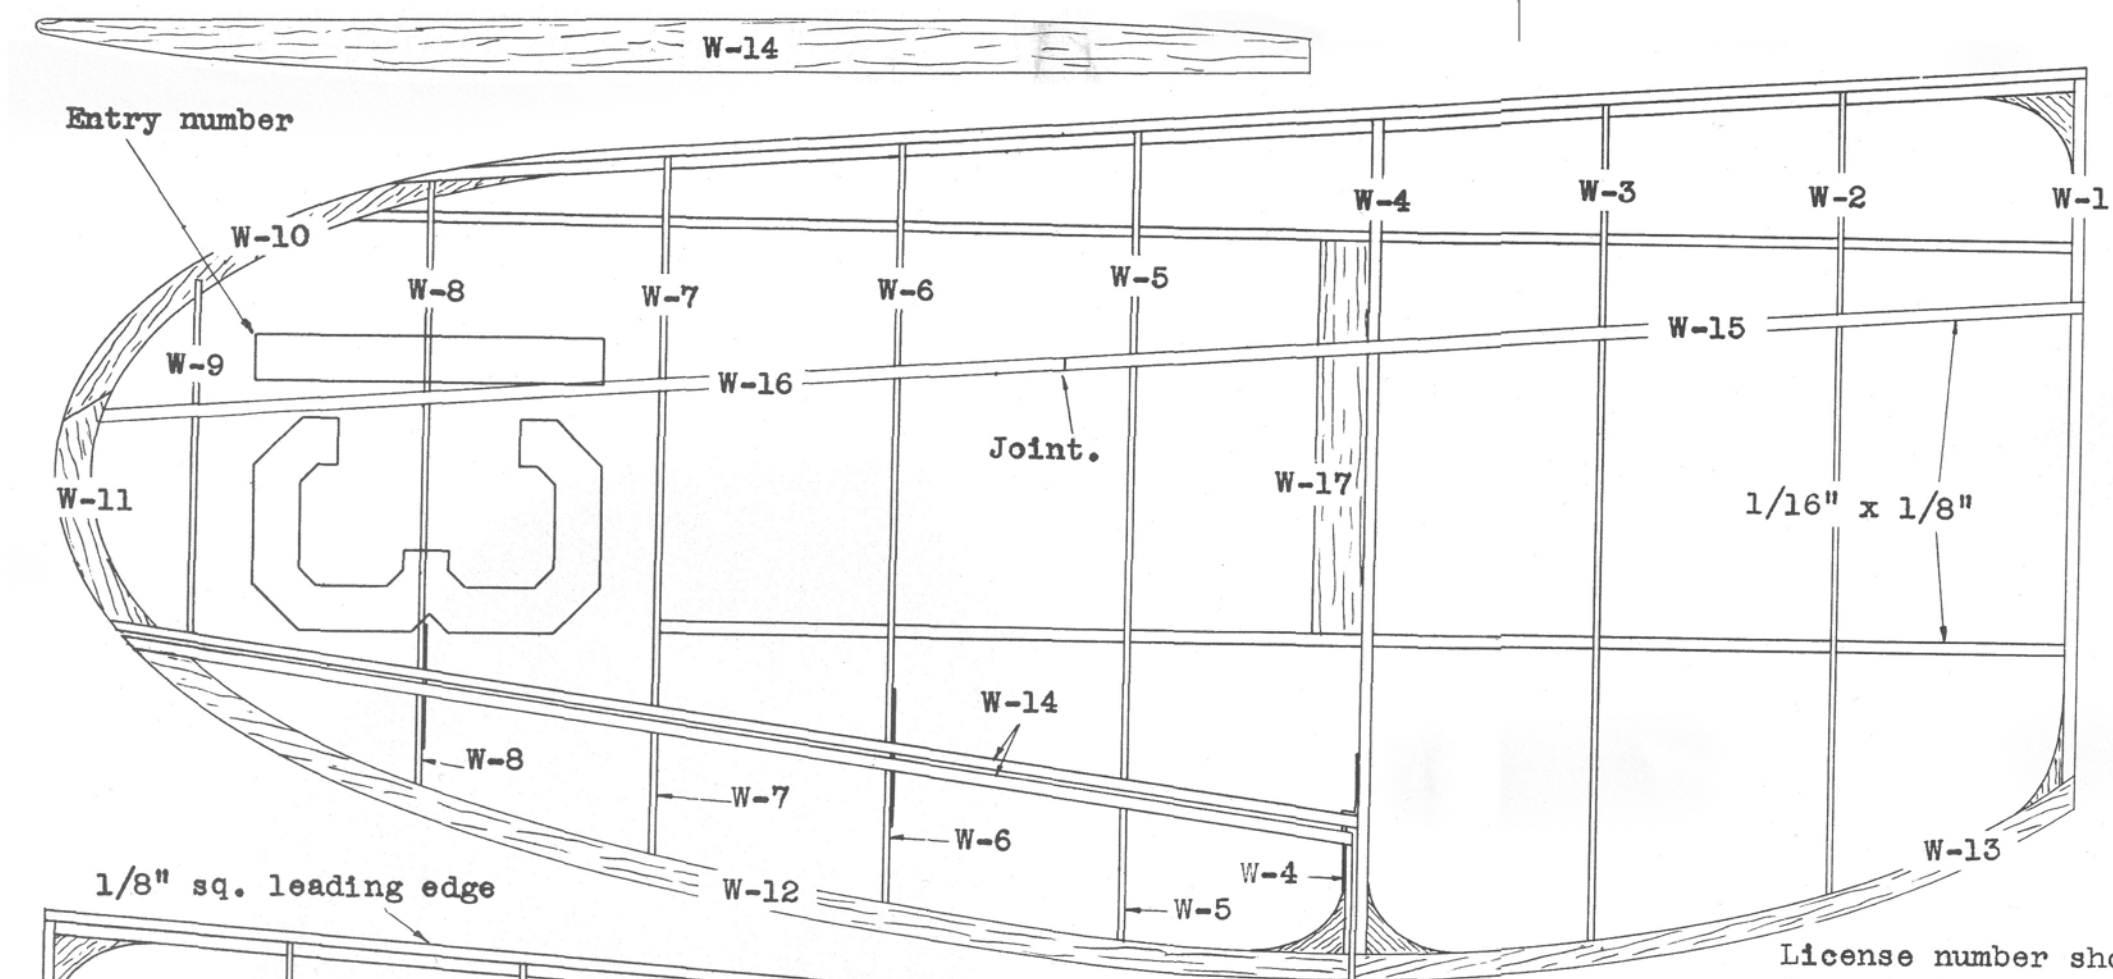 W-14
Entry number
W-10
W-9
W-8
W-7
W-6
W-5
W-4
W-3
W-2
W-1
W-16
W-15
Joint.
W-11
W-17
1/16" x 1/8"
W-14
W-8
W-7
W-6
W-4
W-5
W-13
W-12
1/8" sq. leading edge
License number sho